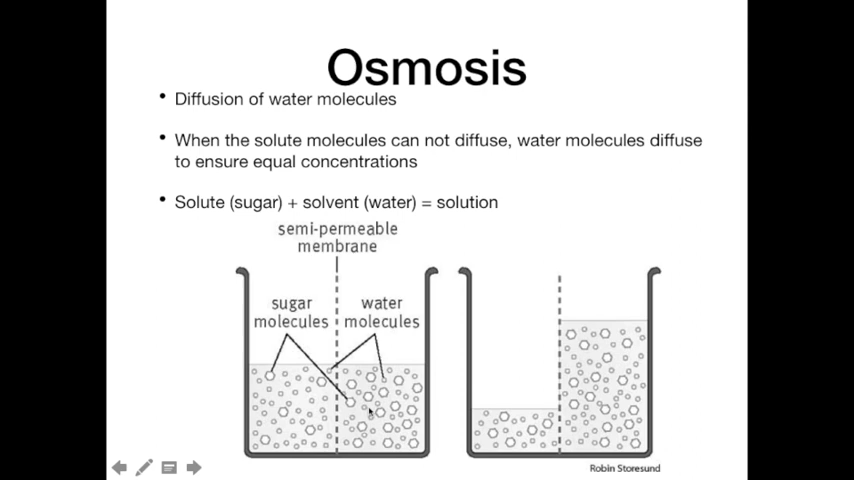 Osmosis
• Diffusion of water molecules
• When the solute molecules can not diffuse, water molecules diffuse
to ensure equal concentrations
• Solute (sugar) + solvent (water) = solution
semi-permeable
membrane
sugar
molecules
water
molecules
Robin Storesund